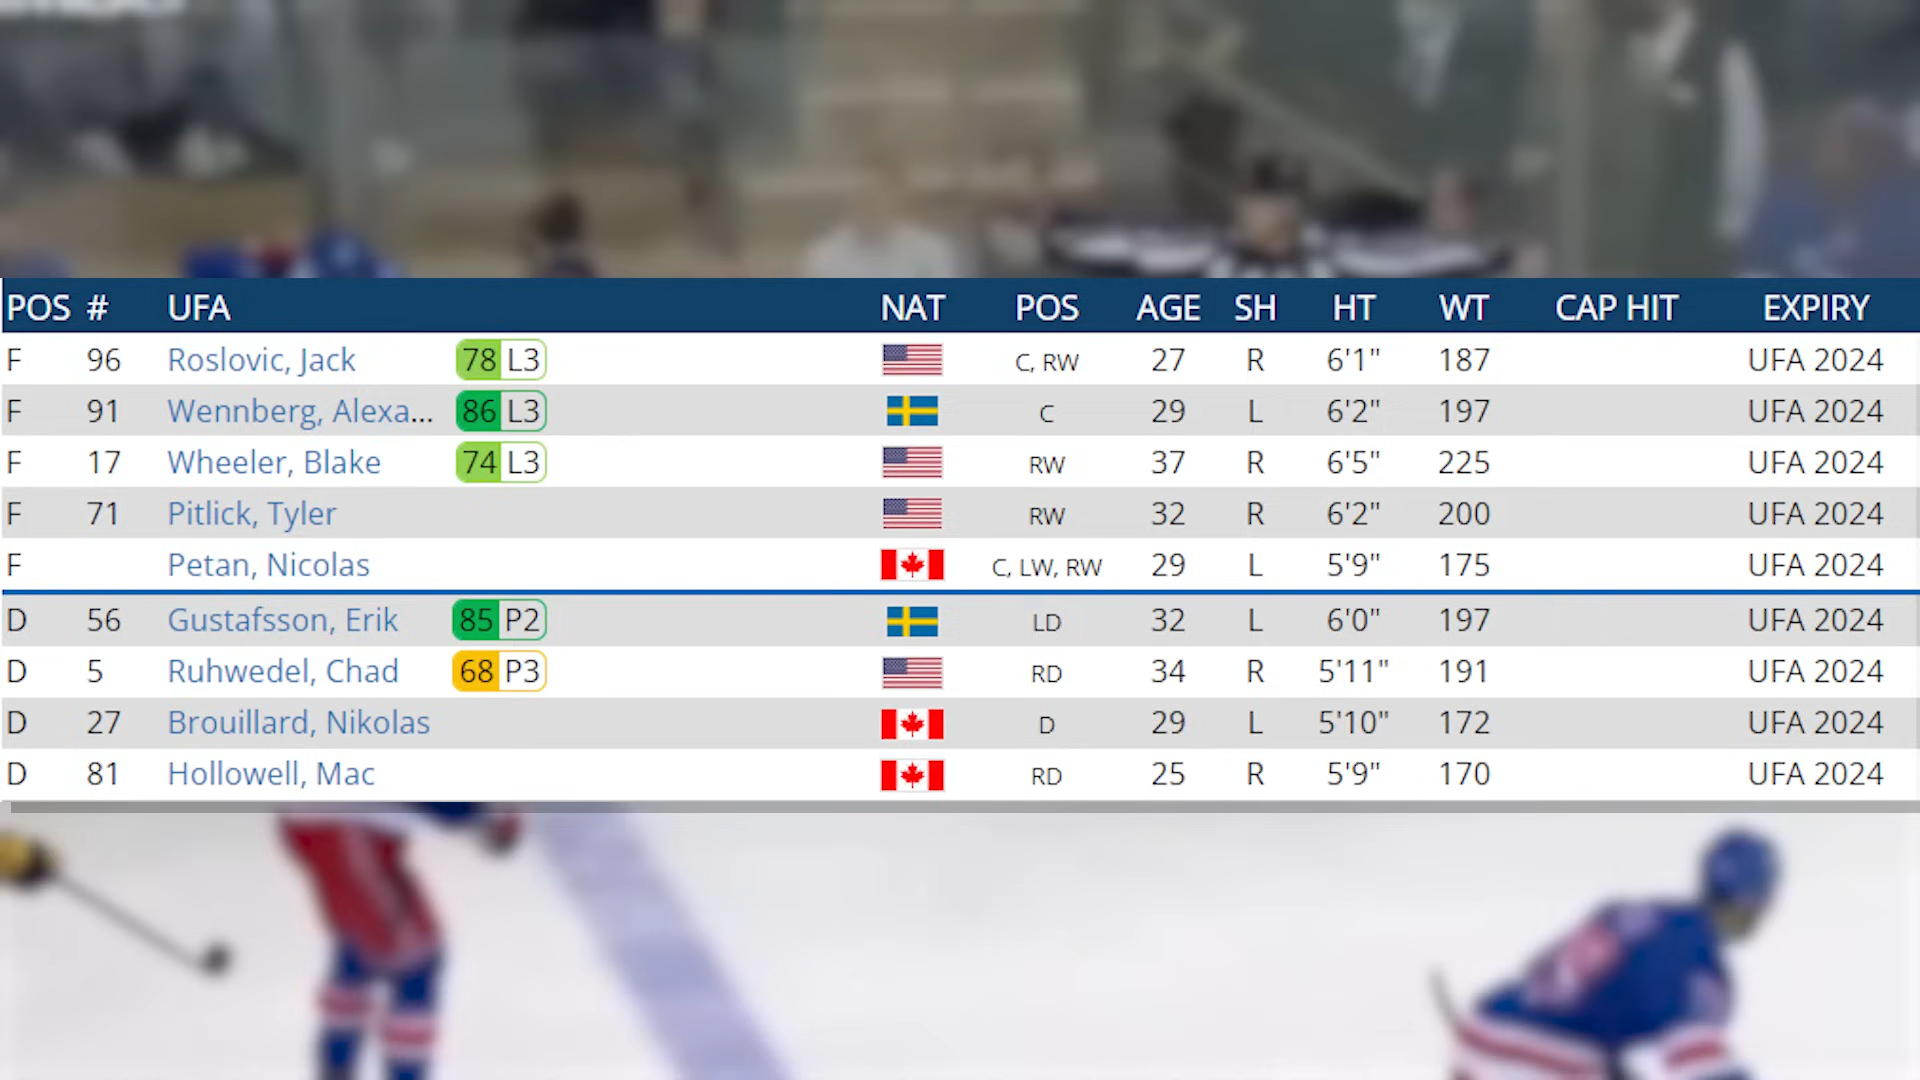 POS # UFA NAT POS AGE SH HT WT CAP HIT EXPIRY
F 96 Roslovic, Jack 78 L3 C, RW 27 R 6'1" 187 UFA 2024
F 91 Wennberg, Alexa... 86 L3 C 29 L 6'2" 197 UFA 2024
F 17 Wheeler, Blake 74 L3 RW 37 R 6'5" 225 UFA 2024
F 71 Pitlick, Tyler RW 32 R 6'2" 200 UFA 2024
F Petan, Nicolas C, LW, RW 29 L 5'9" 175 UFA 2024
D 56 Gustafsson, Erik 85 P2 LD 32 L 6'0" 197 UFA 2024
D 5 Ruhwedel, Chad 68 P3 RD 34 R 5'11" 191 UFA 2024
D 27 Brouillard, Nikolas D 29 L 5'10" 172 UFA 2024
D 81 Hollowell, Mac RD 25 R 5'9" 170 UFA 2024